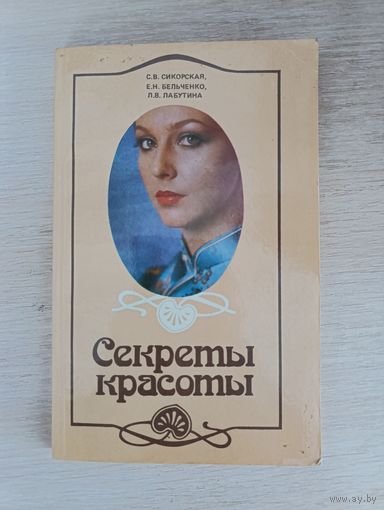 С.В. СИКОРСКАЯ,
Е.Н. БЕЛЬЧЕНКО,
Л.В. ЛАБУТИНА
Секреты
красоты
www.ay.by